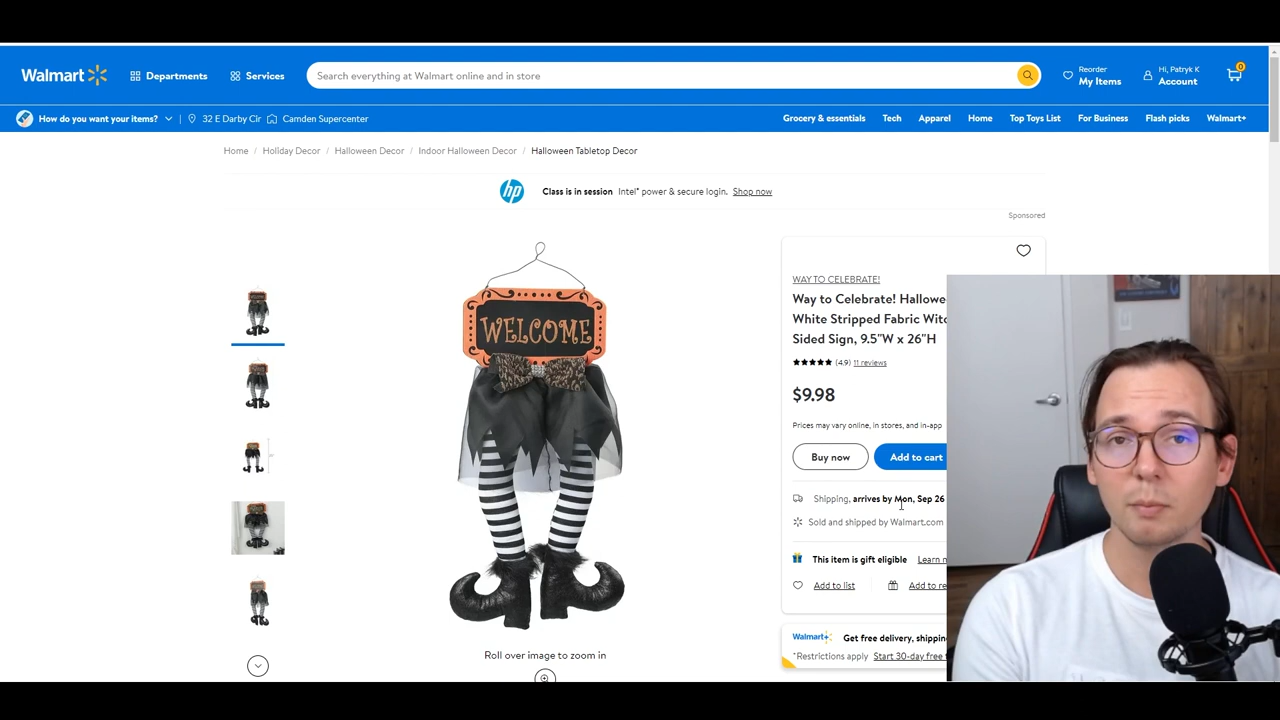 Walmart
Departments
Services
Search everything at Walmart online and in store
Reorder
My Items
Hi, Patryk K
Account
0
How do you want your items?
32 E Darby Cir
Camden Supercenter
Grocery & essentials
Tech
Apparel
Home
Top Toys List
For Business
Flash picks
Walmart+
Home / Holiday Decor / Halloween Decor / Indoor Halloween Decor / Halloween Tabletop Decor
hp
Class is in session Intel® power & secure login. Shop now
Sponsored
WELCOME
WAY TO CELEBRATE!
Way to Celebrate! Hallowe
White Stripped Fabric Witc
Sided Sign, 9.5"W x 26"H
(4.9) 11 reviews
$9.98
Prices may vary online, in stores, and in-app
Buy now
Add to cart
Shipping, arrives by Mon, Sep 26
Sold and shipped by Walmart.com
This item is gift eligible Learn n
Add to list
Add to re
Walmart+
Get free delivery, shippin
*Restrictions apply Start 30-day free
Roll over image to zoom in